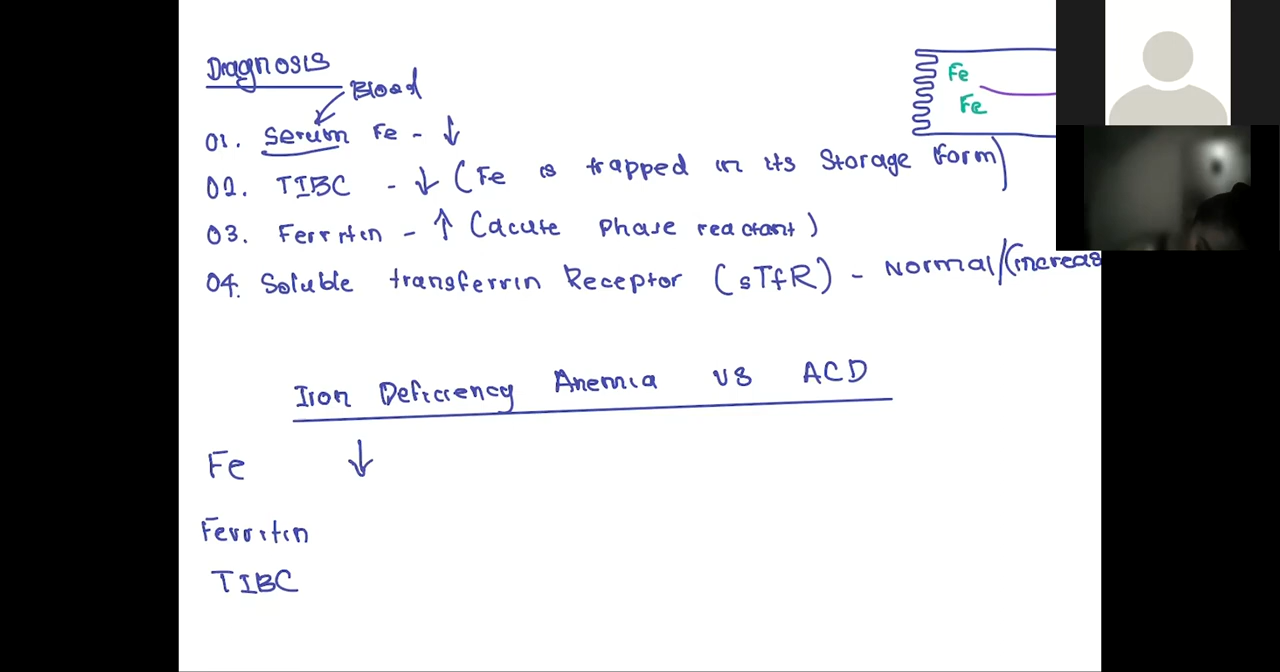 Diagnosis
Blood
01. Serum Fe - ↓
02. TIBC - ↓ (Fe is trapped in its storage form)
03. Ferritin - ↑ (acute phase reactant)
04. Soluble transferrin Receptor (sTfR) - Normal/(increas
Fe
Fe
Iron Deficiency Anemia vs ACD
Fe ↓
Ferritin
TIBC